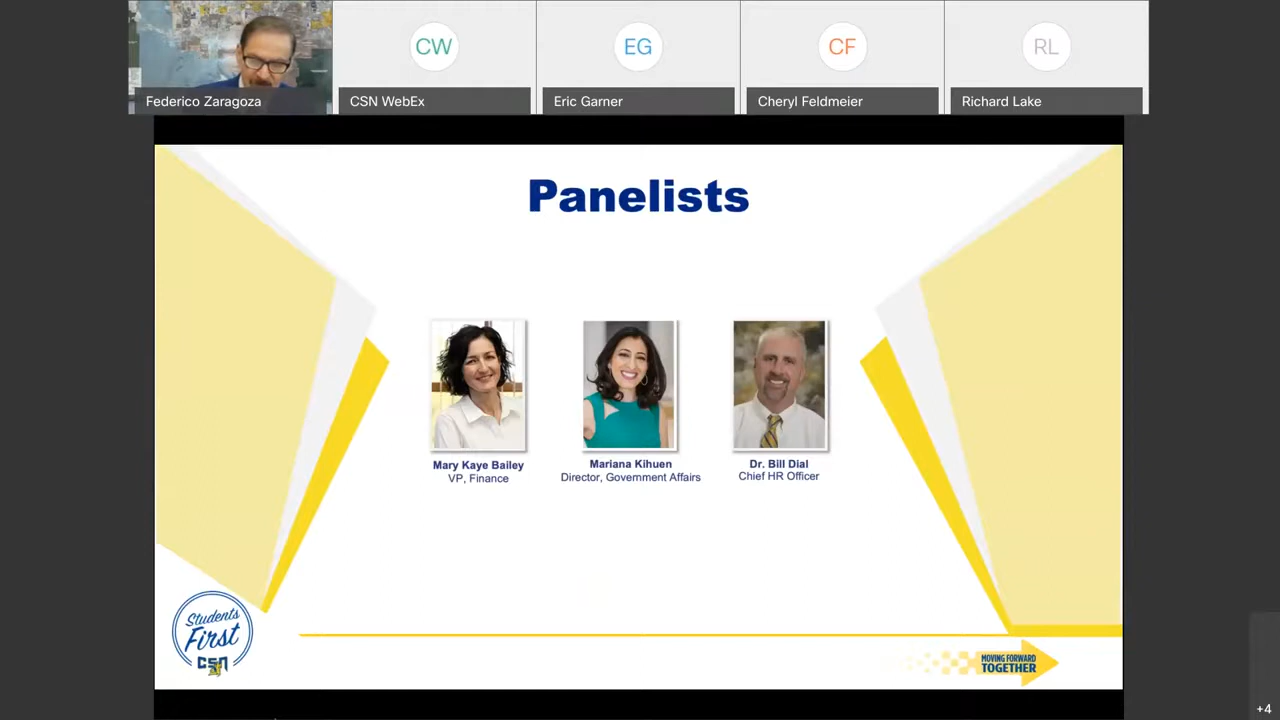 CW
EG
CF
RL
Federico Zaragoza
CSN WebEx
Eric Garner
Cheryl Feldmeier
Richard Lake
Panelists
Mary Kaye Bailey
VP, Finance
Mariana Kihuen
Director, Government Affairs
Dr. Bill Dial
Chief HR Officer
Students
First
CSN
MOVING FORWARD
TOGETHER
+4